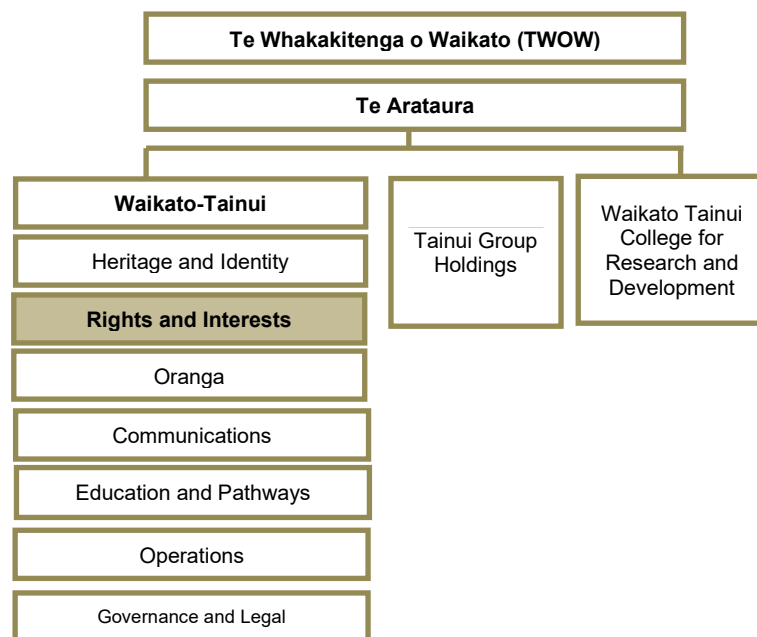 Te Whakakitenga o Waikato (TWOW)
Te Arataura
Waikato-Tainui
Heritage and Identity
Rights and Interests
Oranga
Communications
Education and Pathways
Operations
Governance and Legal
Tainui Group
Holdings
Waikato Tainui
College for
Research and
Development